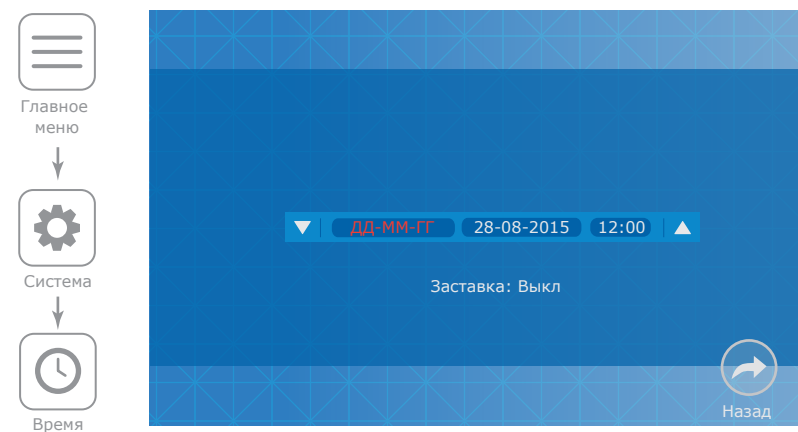 Главное
меню
Система
Время
ДД-ММ-ГГ 28-08-2015 12:00
Заставка: Выкл
Назад